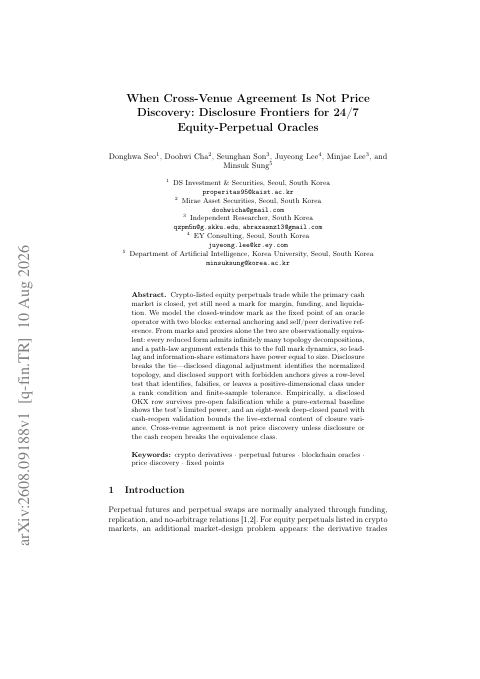 When Cross-Venue Agreement Is Not Price
Discovery: Disclosure Frontiers for 24/7
Equity-Perpetual Oracles
Donghwa Seo¹, Doohwi Cha², Seunghan Son³, Juyeong Lee⁴, Minjae Lee³, and
Minsuk Sung⁵
¹ DS Investment & Securities, Seoul, South Korea
properitas95@kaist.ac.kr
² Mirae Asset Securities, Seoul, South Korea
doohwicha@gmail.com
³ Independent Researcher, South Korea
qzpmfin@g.skku.edu, abraxasnz13@gmail.com
⁴ EY Consulting, Seoul, South Korea
juyeong.lee@kr.ey.com
⁵ Department of Artificial Intelligence, Korea University, Seoul, South Korea
minsuksung@korea.ac.kr
Abstract. Crypto-listed equity perpetuals trade while the primary cash
market is closed, yet still need a mark for margin, funding, and liquida-
tion. We model the closed-window mark as the fixed point of an oracle
operator with two blocks: external anchoring and self/peer derivative ref-
erence. From marks and proxies alone the two are observationally equiva-
lent: every reduced form admits infinitely many topology decompositions,
and a path-law argument extends this to the full mark dynamics, so lead-
lag and information-share estimators have power equal to size. Disclosure
breaks the tie—disclosed diagonal adjustment identifies the normalized
topology, and disclosed support with forbidden anchors gives a row-level
test that identifies, falsifies, or leaves a positive-dimensional class under
a rank condition and finite-sample tolerance. Empirically, a disclosed
OKX row survives pre-open falsification while a pure-external baseline
shows the test's limited power, and an eight-week deep-closed panel with
cash-reopen validation bounds the live-external content of closure vari-
ance. Cross-venue agreement is not price discovery unless disclosure or
the cash reopen breaks the equivalence class.
Keywords: crypto derivatives · perpetual futures · blockchain oracles ·
price discovery · fixed points
1 Introduction
Perpetual futures and perpetual swaps are normally analyzed through funding,
replication, and no-arbitrage relations [1,2]. For equity perpetuals listed in crypto
markets, an additional market-design problem appears: the derivative trades
arXiv:2608.09188v1 [q-fin.TR] 10 Aug 2026